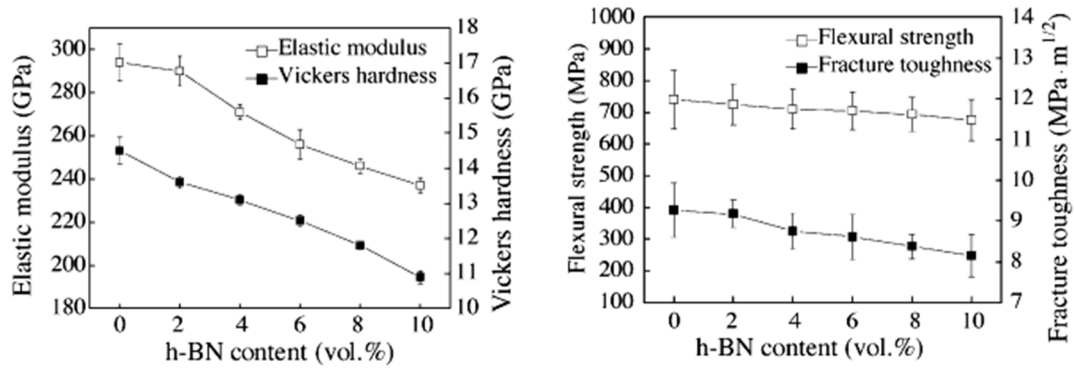 Elastic modulus (GPa)
300
280
260
240
220
200
180
Elastic modulus
Vickers hardness
18
17
16
15
14
13
12
11
10
Vickers hardness (GPa)
0 2 4 6 8 10
h-BN content (vol.%)
Flexural strength (MPa)
1000
900
800
700
600
500
400
300
200
100
Flexural strength
Fracture toughness
14
13
12
11
10
9
8
7
Fracture toughness (MPa·m1/2)
0 2 4 6 8 10
h-BN content (vol.%)